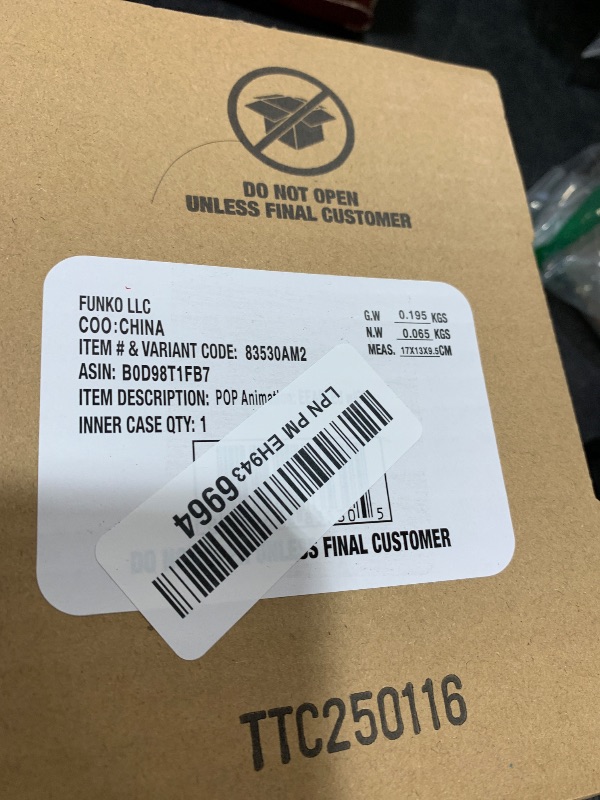 DO NOT OPEN
UNLESS FINAL CUSTOMER
FUNKO LLC
COO:CHINA
ITEM # & VARIANT CODE: 83530AM2
ASIN: B0D98T1FB7
ITEM DESCRIPTION: POP
INNER CASE QTY: 1
G.W 0.195 KGS
N.W 0.065 KGS
MEAS. 17X13X9.5CM
LPN PM EH943 6964
5
FINAL CUSTOMER
TTC250116